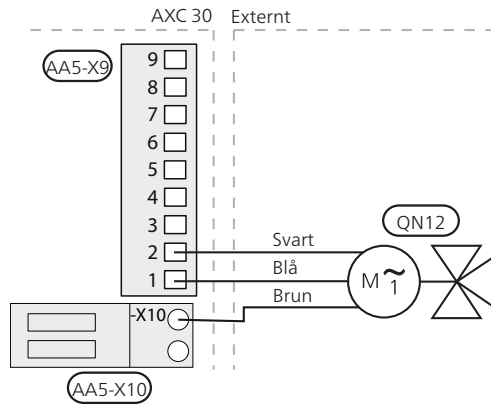 AXC 30 Externt
AA5-X9
9
8
7
6
5
4
3
2
1
Svart
Blå
Brun
QN12
M ~ 1
-X10
AA5-X10